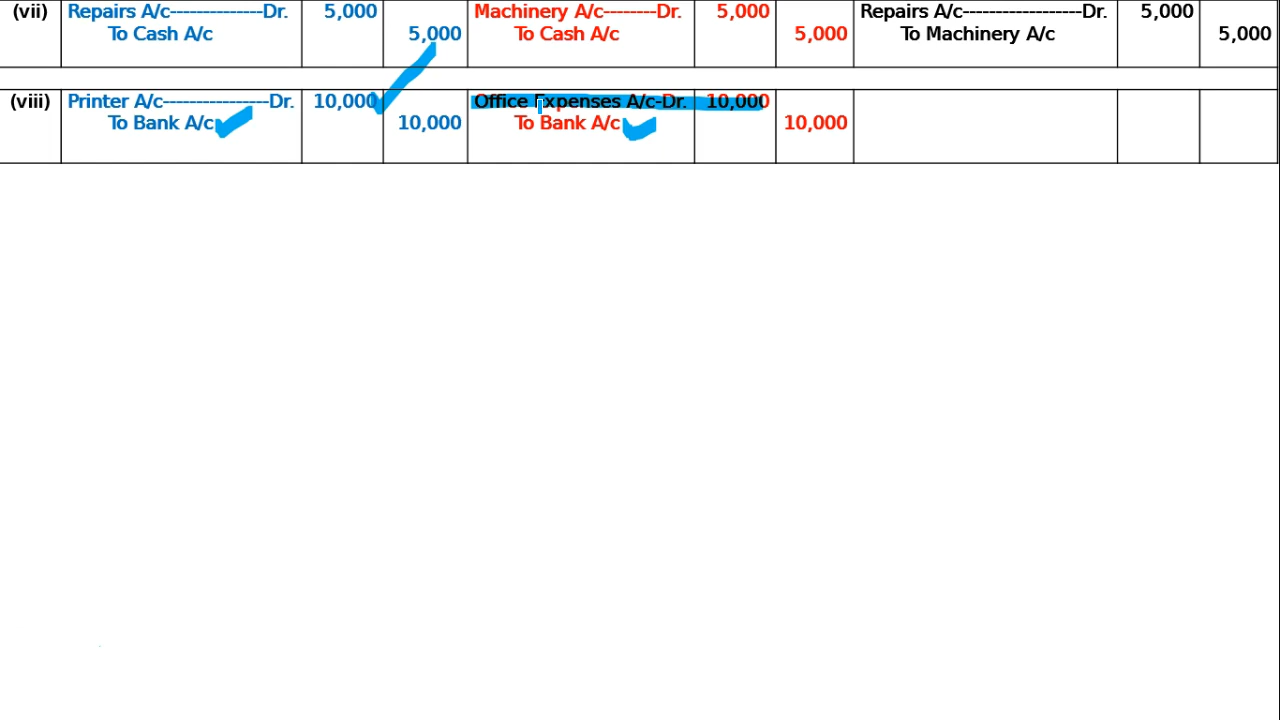 (vii) Repairs A/c--------------Dr. 5,000 Machinery A/c--------Dr. 5,000 Repairs A/c------------------Dr. 5,000
To Cash A/c 5,000 To Cash A/c 5,000 To Machinery A/c 5,000
(viii) Printer A/c----------------Dr. 10,000 Office Expenses A/c-Dr. 10,000
To Bank A/c 10,000 To Bank A/c 10,000